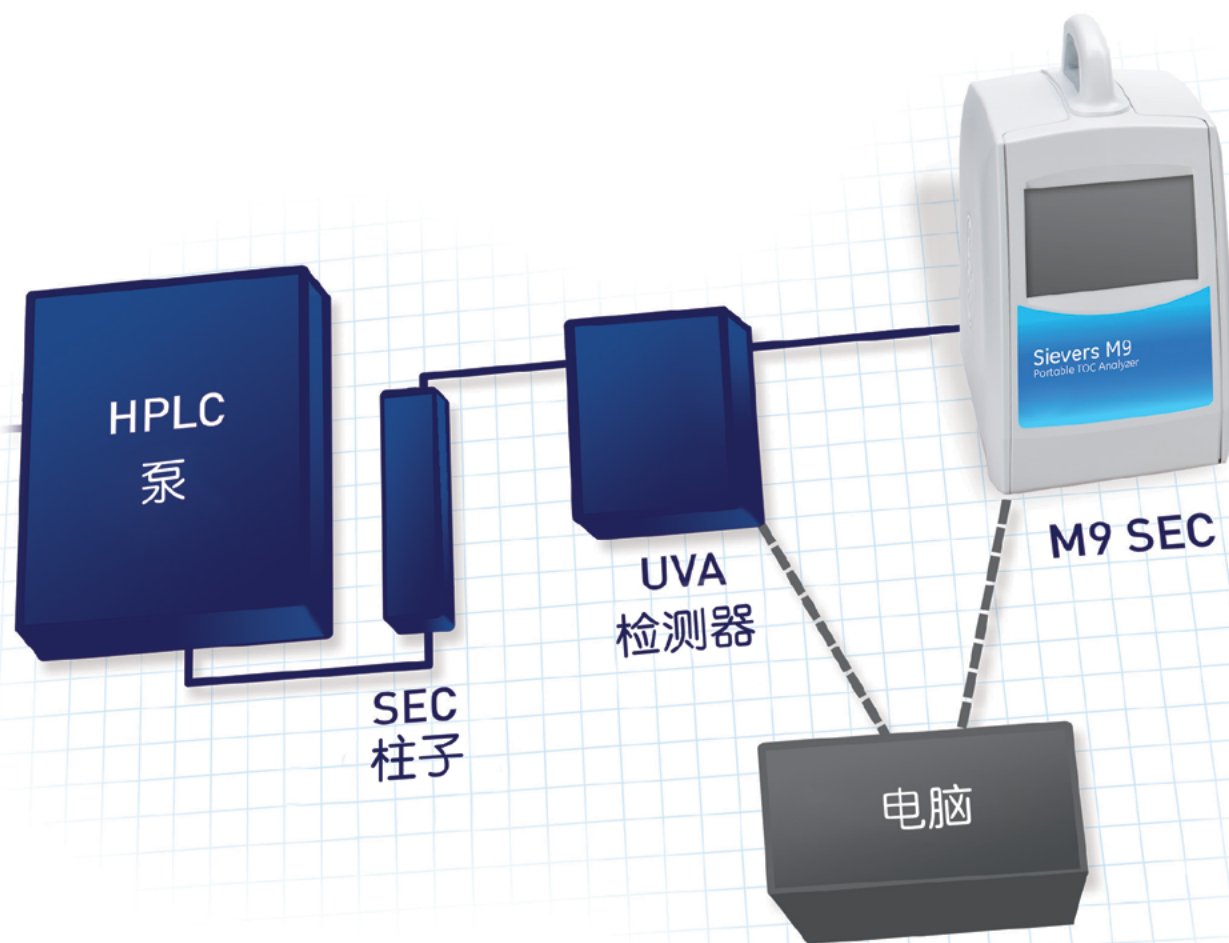 HPLC
泵
SEC
柱子
UVA
检测器
Sievers M9
Portable TOC Analyzer
M9 SEC
电脑